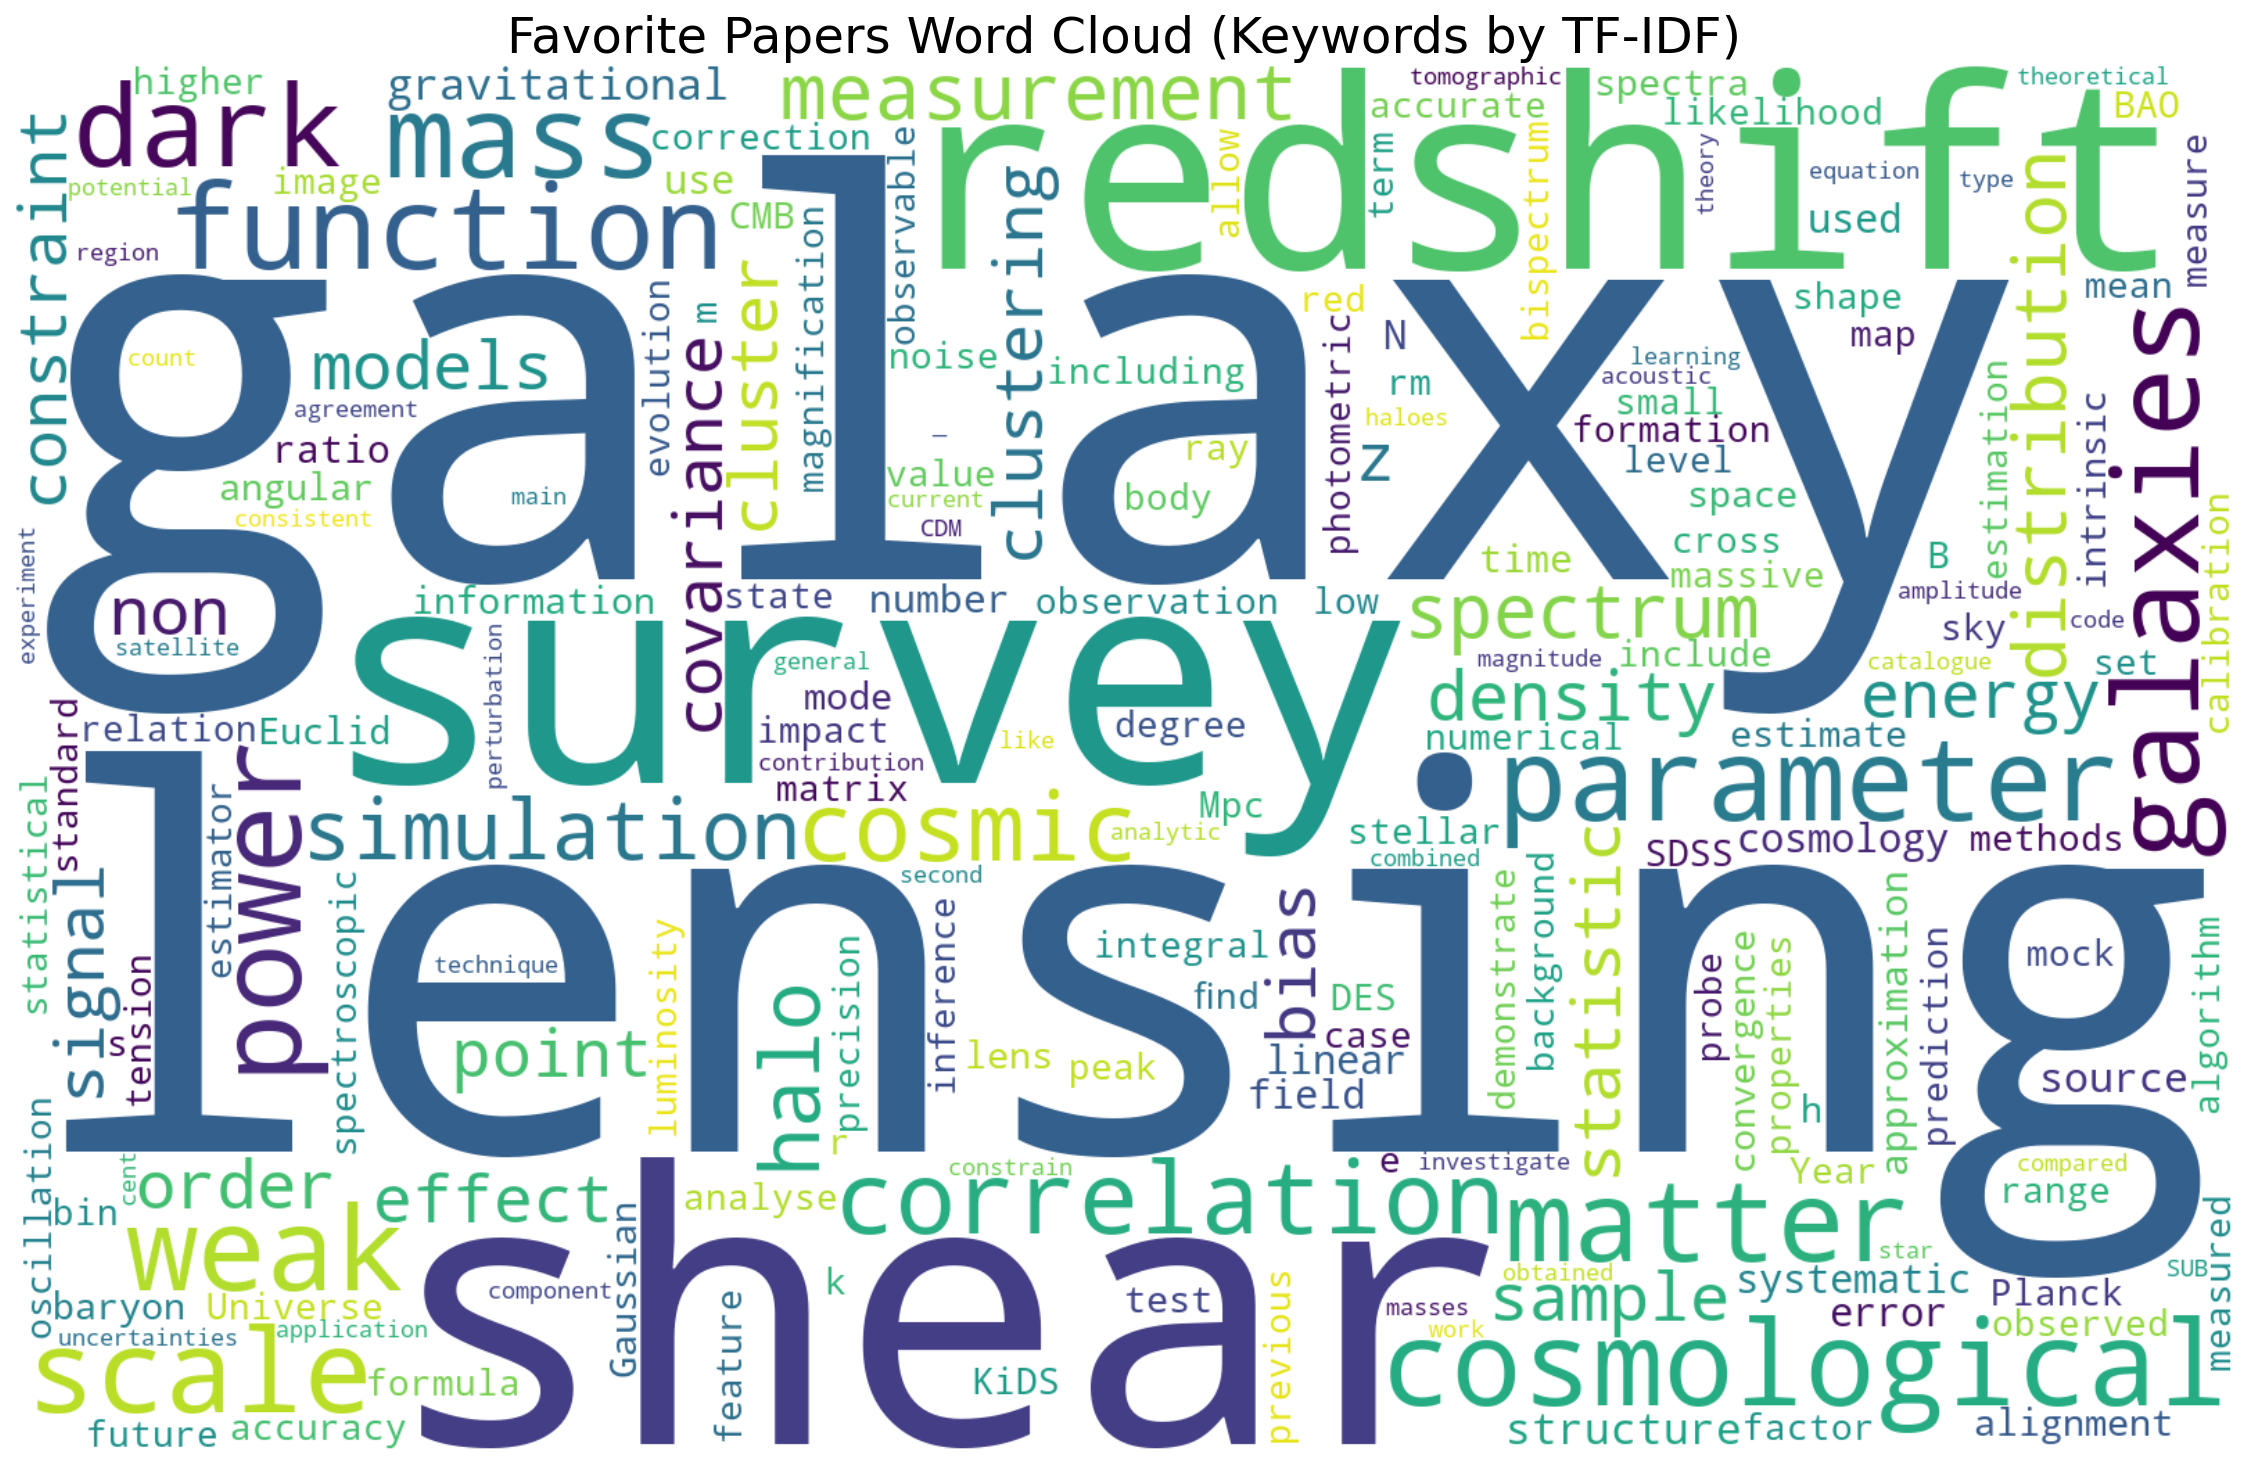 Favorite Papers Word Cloud (Keywords by TF-IDF)
higher
dark
gravitational
mass
measurement
redshift
tomographic
accurate
spectra
likelihood
theoretical
BAO
constraint
potential
image
function
correction
use
CMB
region
observable
clustering
allow
term
bispectrum
theory
equation
type
used
distribution
measure
galaxy
count
models
agreement
ratio
angular
consistent
main
evolution
m
covariance
cluster
magnification
noise
value
current
CDM
–
including
ray
body
red
photometric
N
rm
haloes
Z
learning
acoustic
small
formation
level
space
shape
map
mean
estimation
intrinsic
galaxies
calibration
experiment
non
satellite
information
state
number
observation
low
time
cross
massive
B
amplitude
sky
code
spectrum
magnitude
include
catalogue
set
density
energy
survey
perturbation
general
mode
impact
contribution
matrix
like
degree
relation
Euclid
standard
numerical
estimate
parameter
power
simulation
cosmic
analytic
Mpc
stellar
combined
SDSS
cosmology
methods
statistical
signal
estimator
tension
s
spectroscopic
lensing
technique
second
luminosity
halo
precision
inference
point
lens
peak
integral
find
bias
DES
case
linear
field
demonstrate
background
statistic
probe
convergence
properties
h
approximation
prediction
mock
source
algorithm
r
oscillation
bin
cent
order
effect
weak
analyse
constrain
correlation
e
investigate
matter
Year
compared
range
star
SUB
measured
baryon
Universe
uncertainties
application
scale
formula
future
accuracy
shear
component
Gaussian
feature
k
KiDS
test
previous
masses
work
obtained
sample
systematic
error
Planck
observed
cosmological
structure
factor
alignment